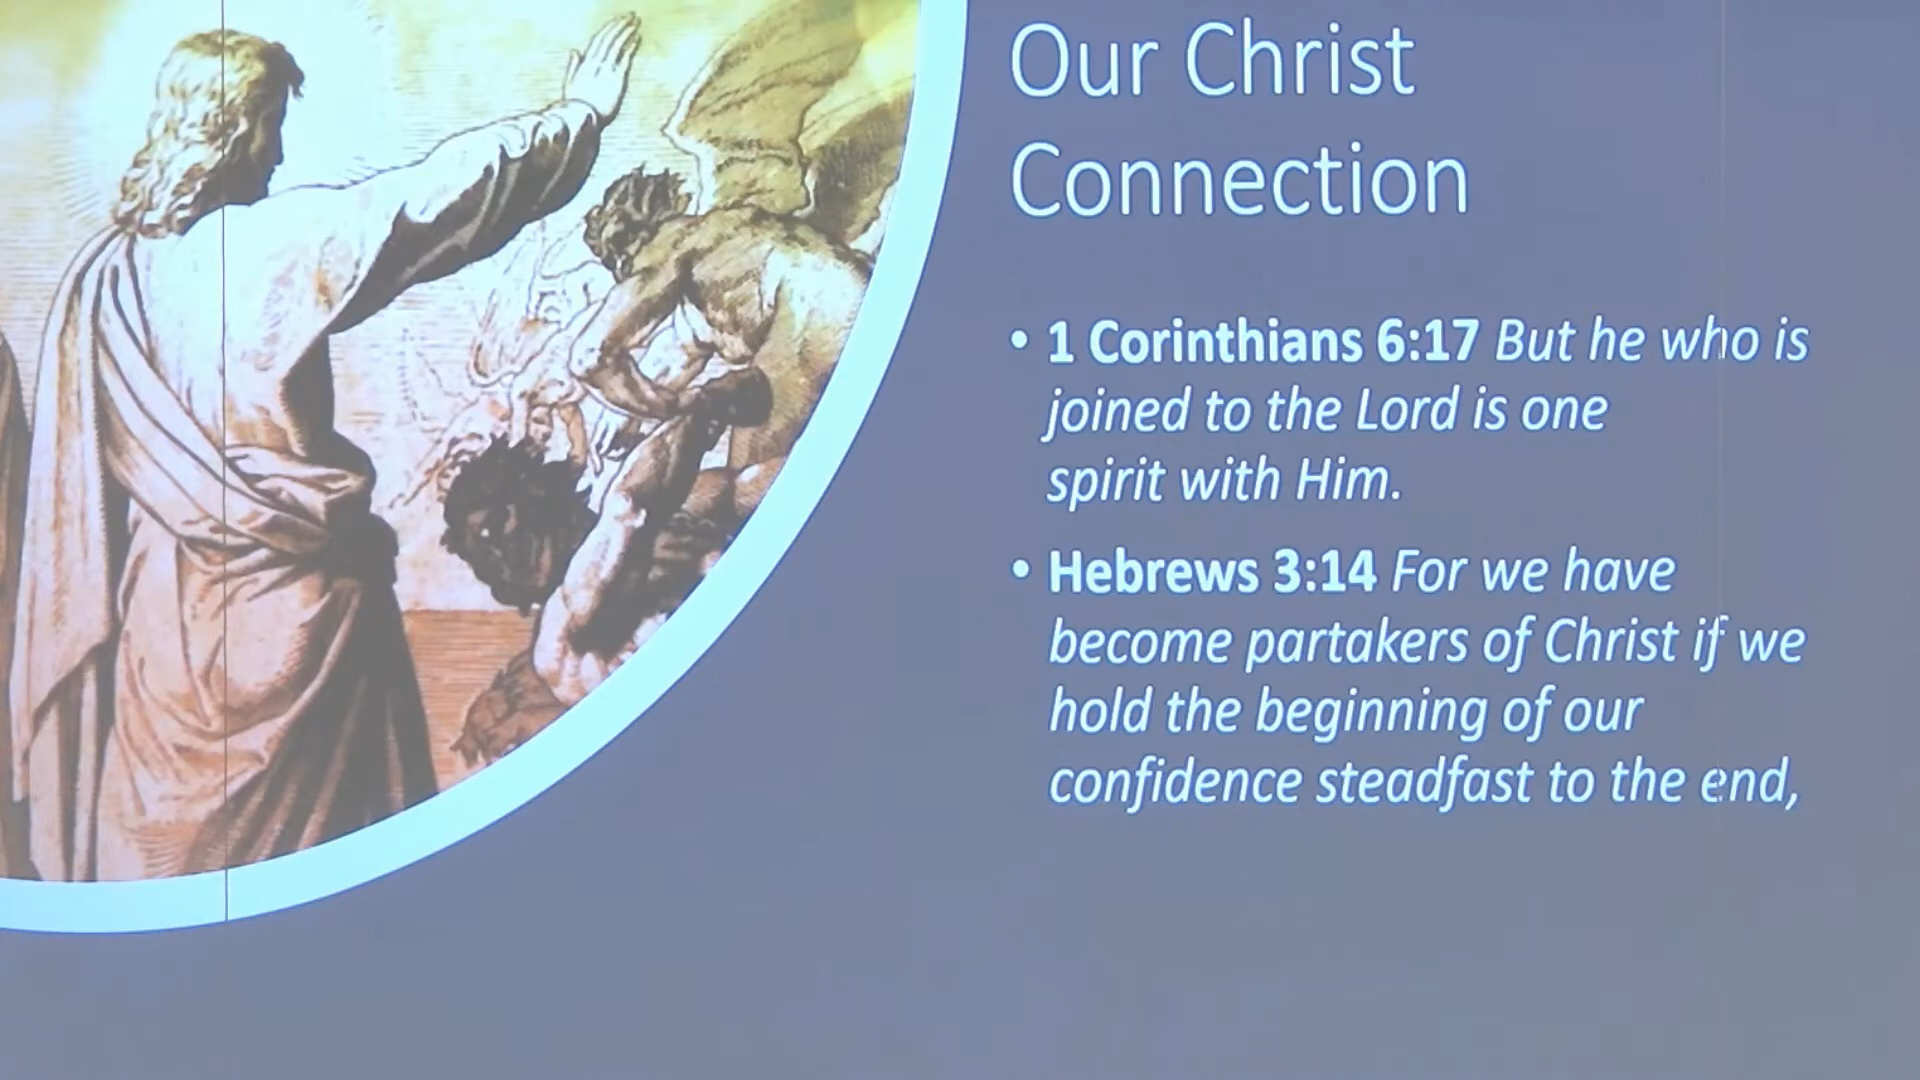 Our Christ
Connection
• 1 Corinthians 6:17 But he who is
joined to the Lord is one
spirit with Him.
• Hebrews 3:14 For we have
become partakers of Christ if we
hold the beginning of our
confidence steadfast to the end,